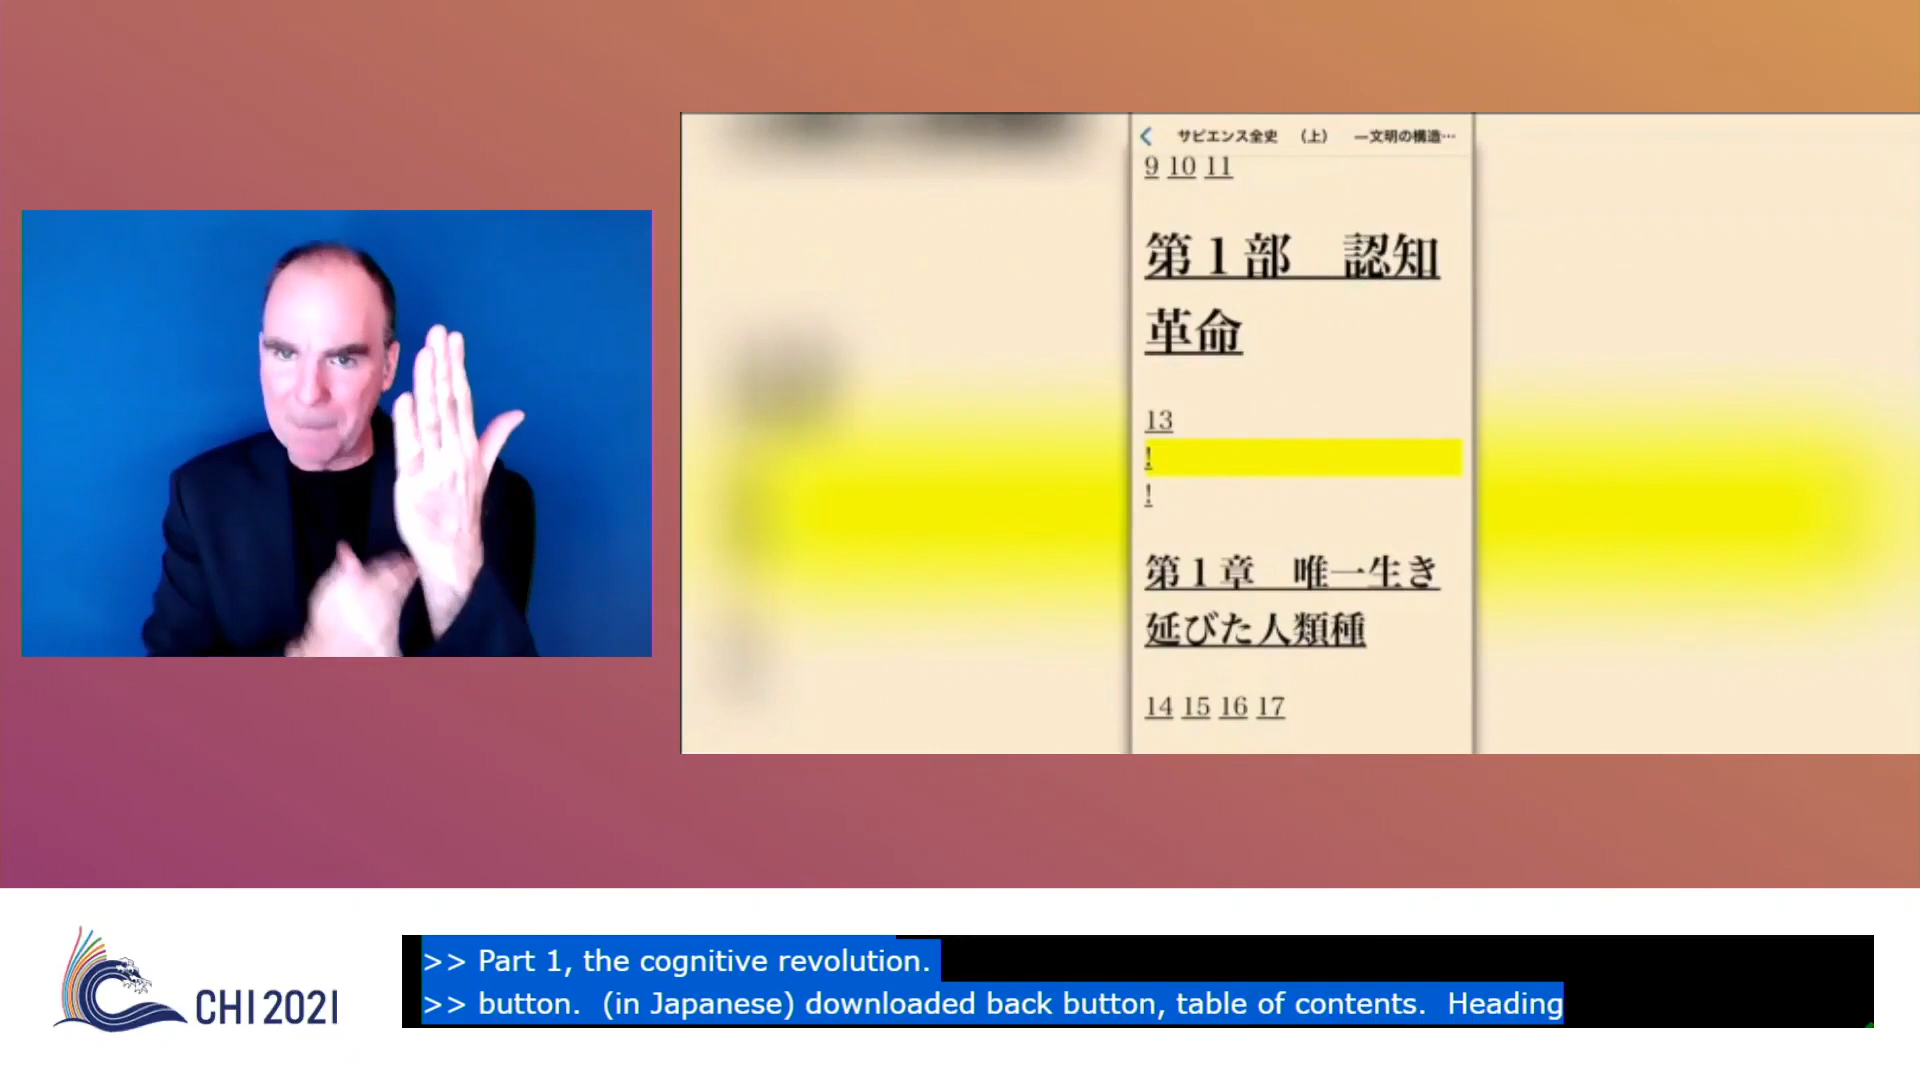 サピエンス全史 （上） ―文明の構造…
9 10 11
第１部　認知
革命
13
!
!
第１章　唯一生き
延びた人類種
14 15 16 17
CHI 2021
>> Part 1, the cognitive revolution.
>> button.  (in Japanese) downloaded back button, table of contents.  Heading